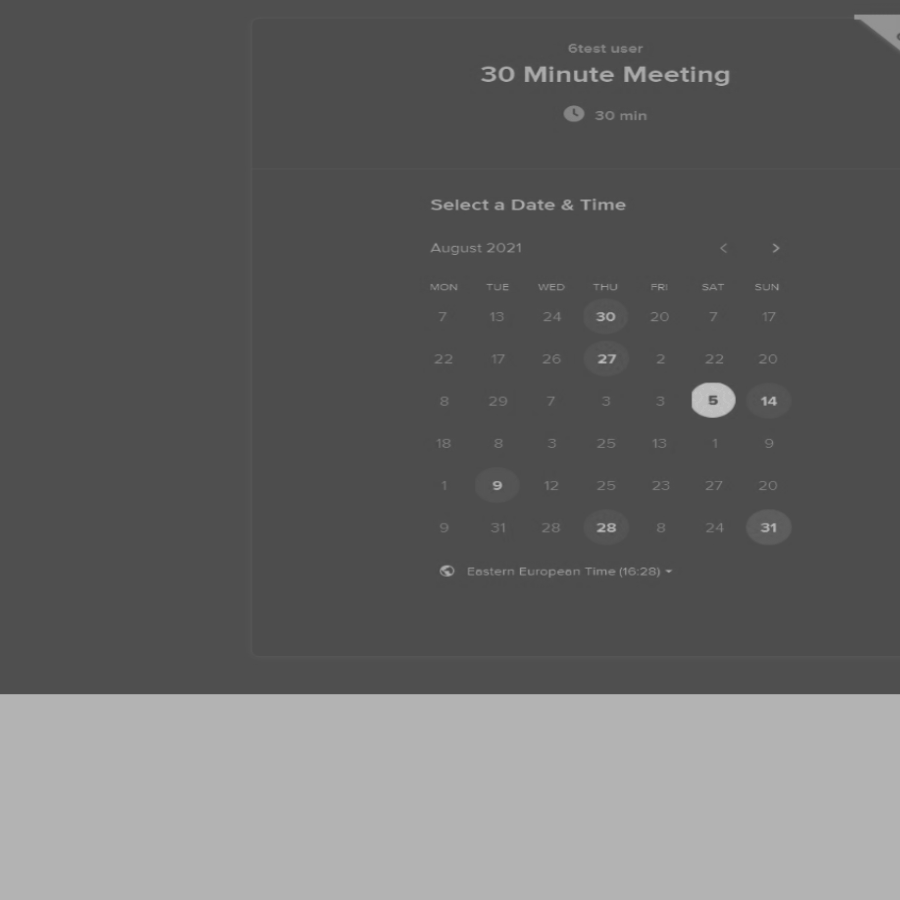 6test user
30 Minute Meeting
30 min
Select a Date & Time
August 2021
MON TUE WED THU FRI SAT SUN
7 13 24 30 20 7 17
22 17 26 27 2 22 20
8 29 7 3 3 5 14
18 8 3 25 13 1 9
1 9 12 25 23 27 20
9 31 28 28 8 24 31
Eastern European Time (16:28)